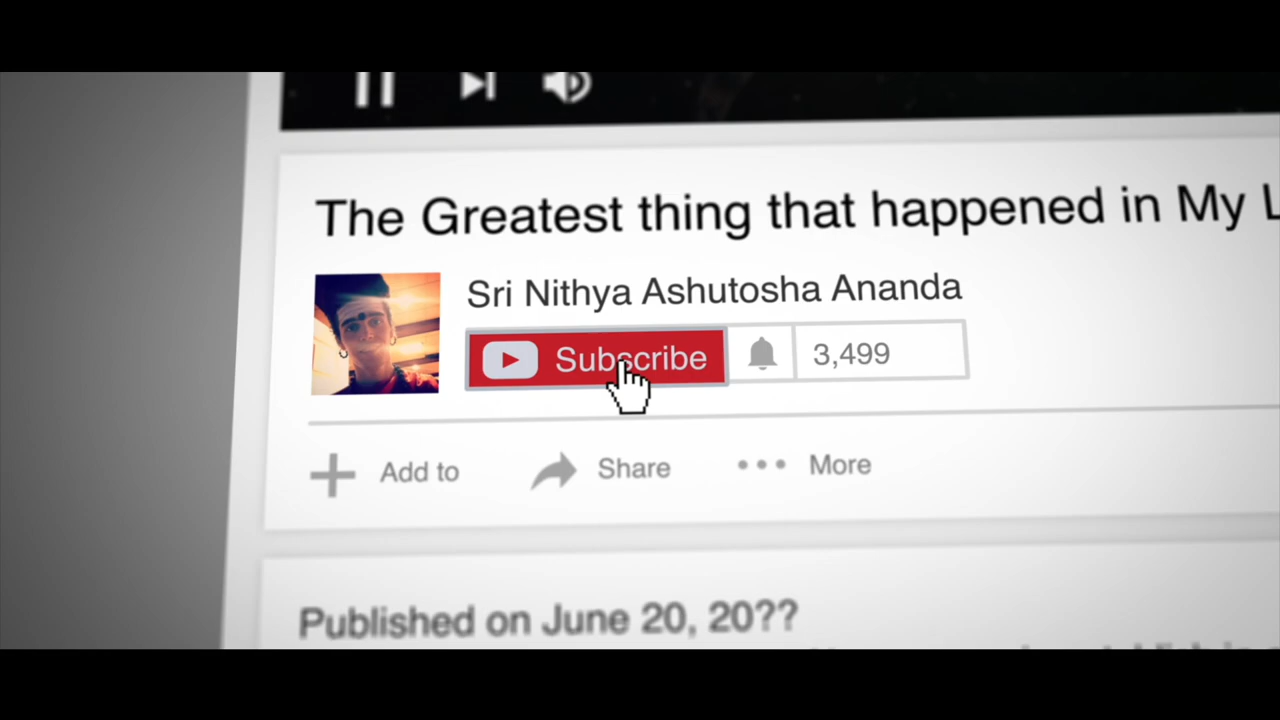 The Greatest thing that happened in My L
Sri Nithya Ashutosha Ananda
Subscribe 3,499
Add to Share More
Published on June 20, 20??